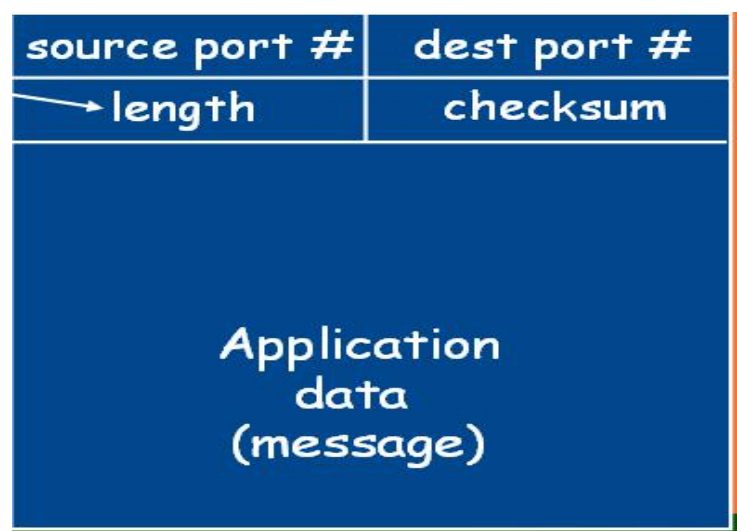 source port # dest port #
length checksum
Application
data
(message)